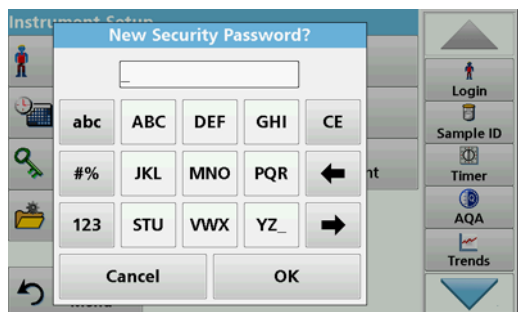 Instrument Setup
New Security Password?
_
abc ABC DEF GHI CE
#% JKL MNO PQR
123 STU VWX YZ_
Cancel OK
Login
Sample ID
Timer
AQA
Trends